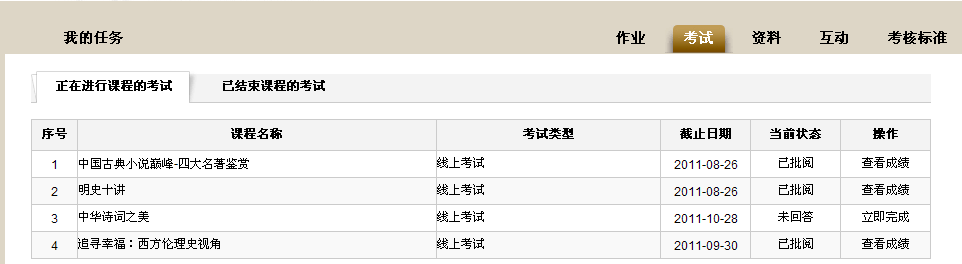 我的任务 作业 考试 资料 互动 考核标准
正在进行课程的考试 已结束课程的考试
序号 课程名称 考试类型 截止日期 当前状态 操作
1 中国古典小说巅峰-四大名著鉴赏 线上考试 2011-08-26 已批阅 查看成绩
2 明史十讲 线上考试 2011-08-26 已批阅 查看成绩
3 中华诗词之美 线上考试 2011-10-28 未回答 立即完成
4 追寻幸福：西方伦理史视角 线上考试 2011-09-30 已批阅 查看成绩